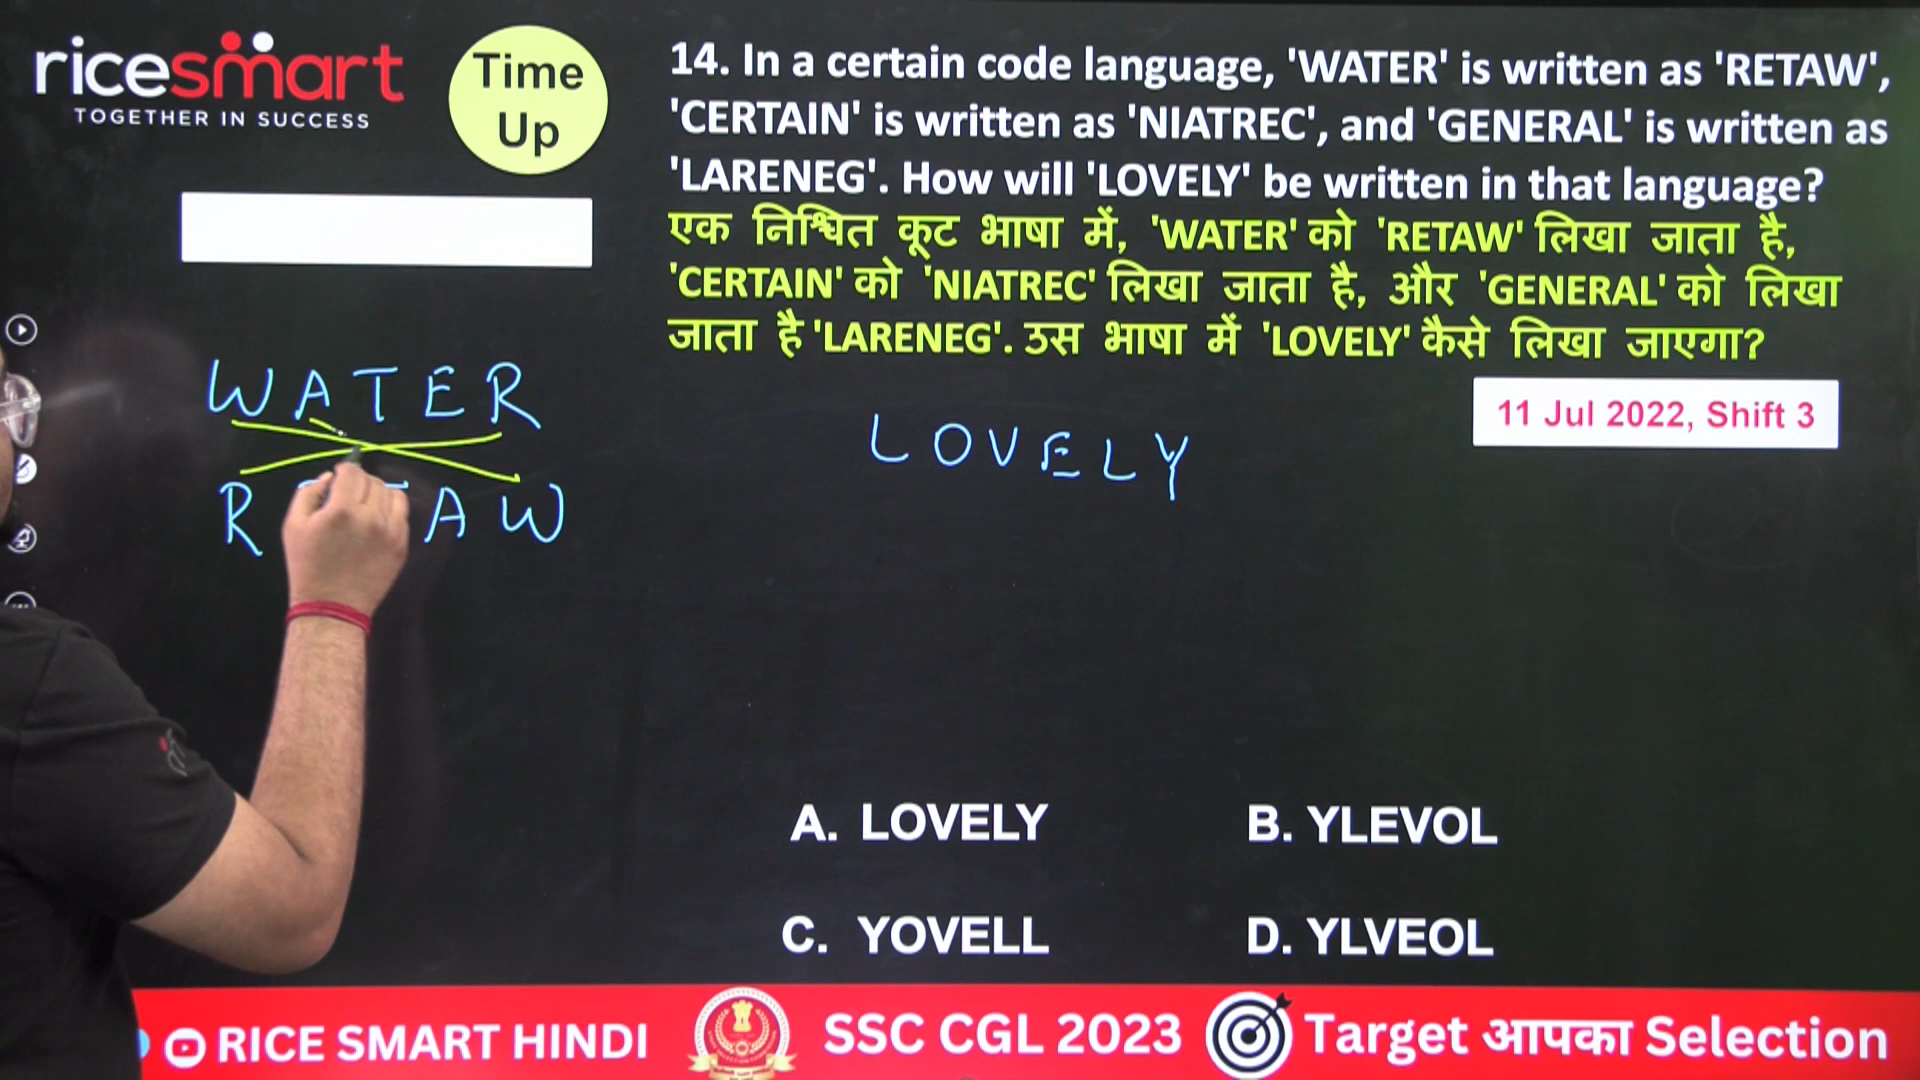 ricesmart
TOGETHER IN SUCCESS
Time
Up
14. In a certain code language, 'WATER' is written as 'RETAW',
'CERTAIN' is written as 'NIATREC', and 'GENERAL' is written as
'LARENEG'. How will 'LOVELY' be written in that language?
एक निश्चित कूट भाषा में, 'WATER' को 'RETAW' लिखा जाता है,
'CERTAIN' को 'NIATREC' लिखा जाता है, और 'GENERAL' को लिखा
जाता है 'LARENEG'. उस भाषा में 'LOVELY' कैसे लिखा जाएगा?
11 Jul 2022, Shift 3
WATER
R AW
LOVELY
A. LOVELY
B. YLEVOL
C. YOVELL
D. YLVEOL
RICE SMART HINDI
SSC CGL 2023
Target आपका Selection